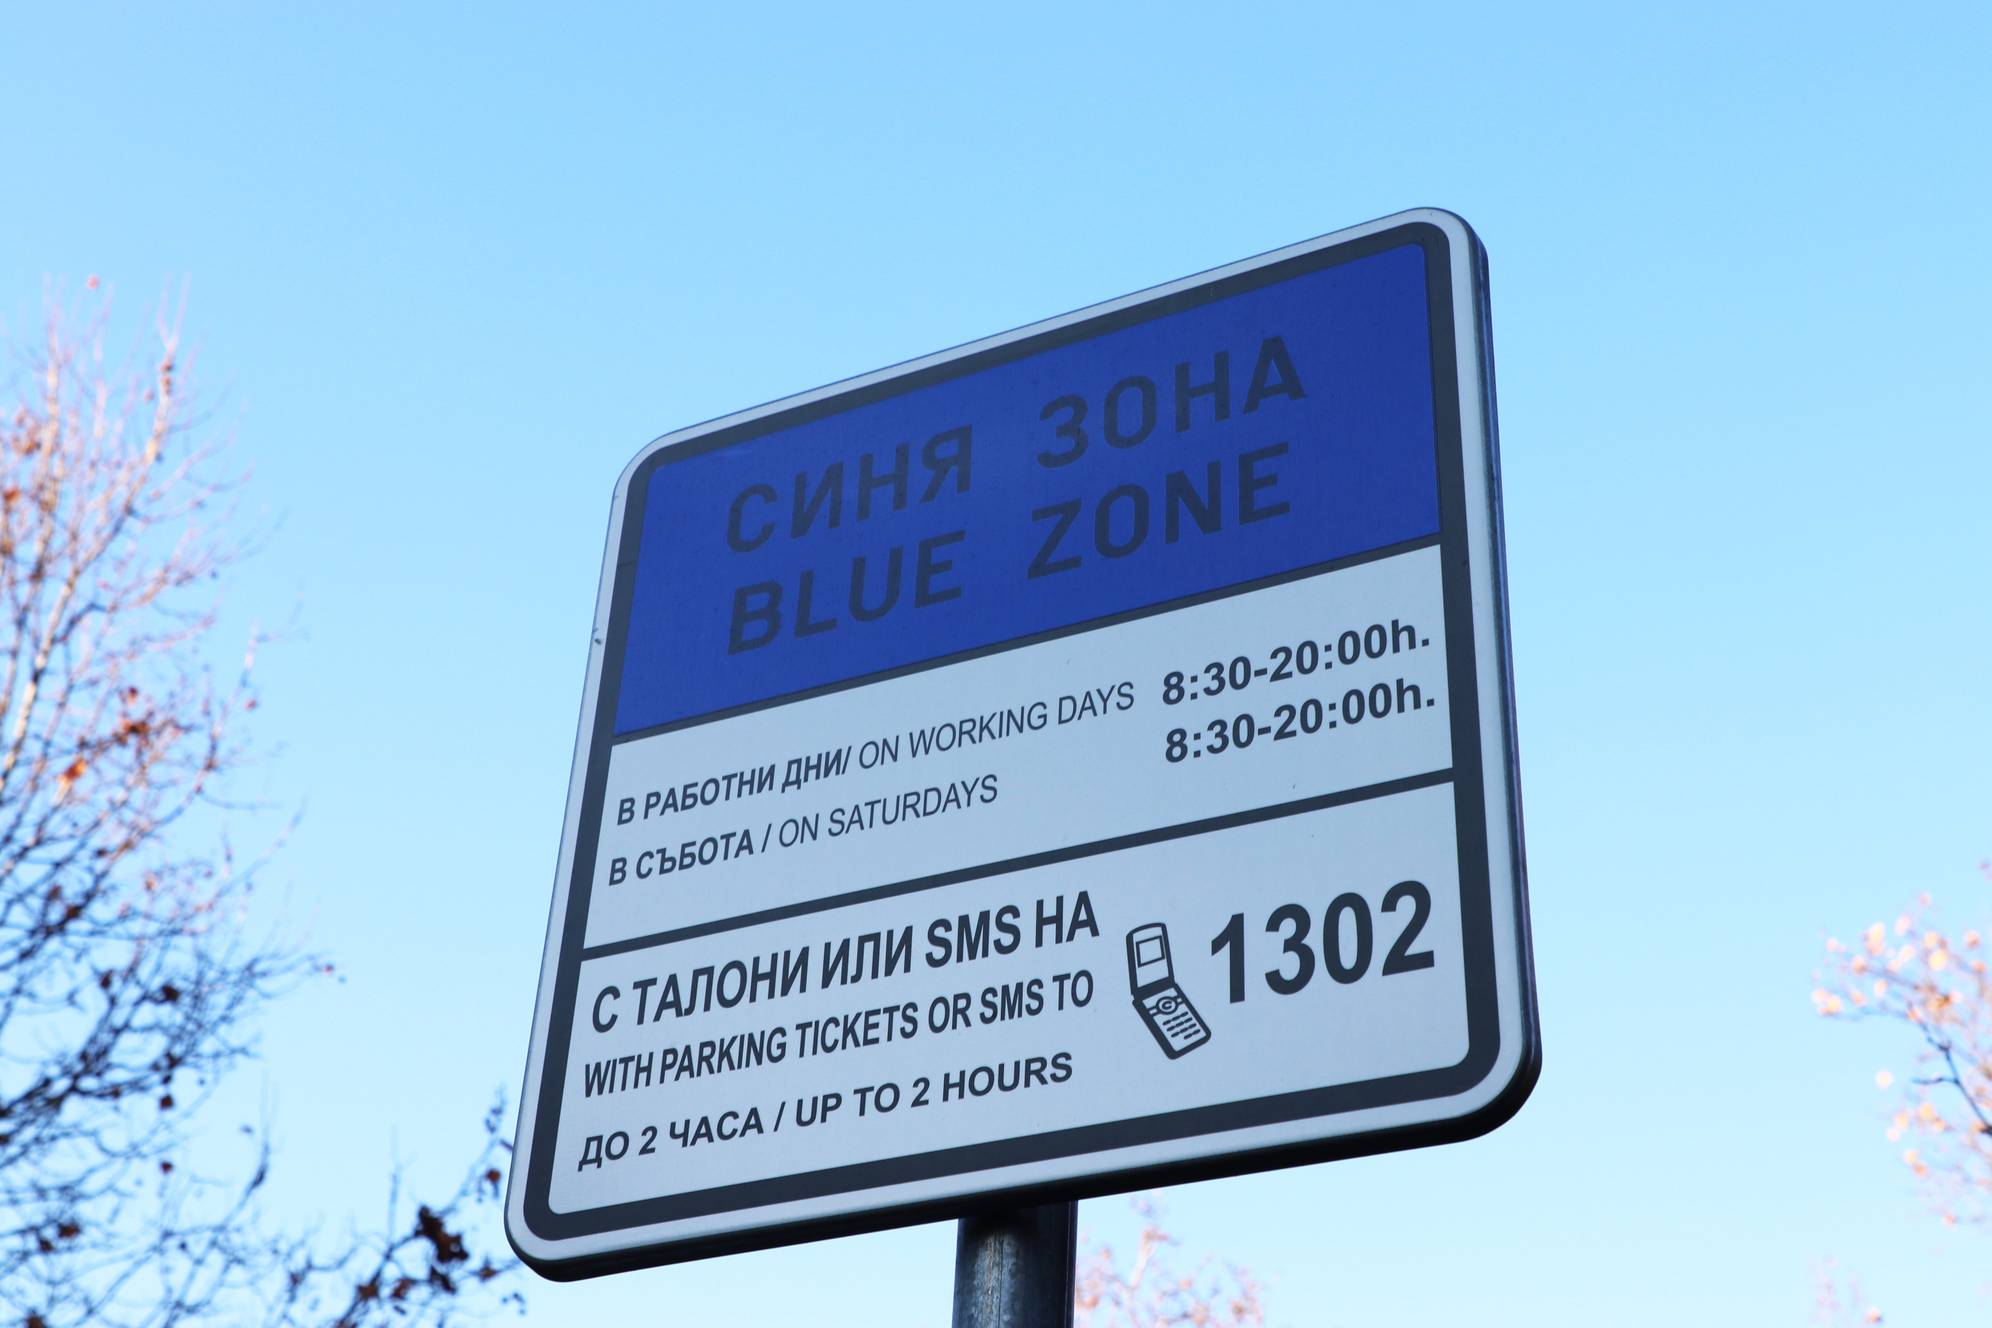 СИНЯ ЗОНА
BLUE ZONE
В РАБОТНИ ДНИ/ ON WORKING DAYS 8:30-20:00h.
В СЪБОТА / ON SATURDAYS 8:30-20:00h.
С ТАЛОНИ ИЛИ SMS НА 1302
WITH PARKING TICKETS OR SMS TO
ДО 2 ЧАСА / UP TO 2 HOURS